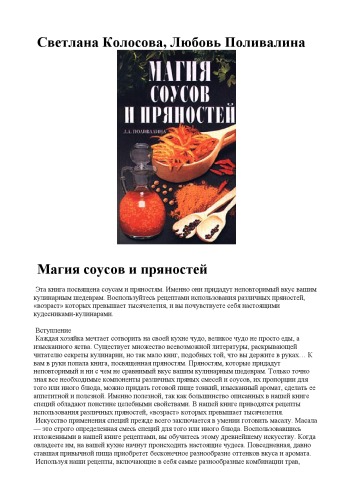 Светлана Колосова, Любовь Поливалина
МАГИЯ
СОУСОВ
И ПРЯНОСТЕЙ
Л.А. ПОЛИВАЛИНА
Магия соусов и пряностей
Эта книга посвящена соусам и пряностям. Именно они придадут неповторимый вкус вашим
кулинарным шедеврам. Воспользуйтесь рецептами использования различных пряностей,
«возраст» которых превышает тысячелетия, и вы почувствуете себя настоящими
кудесниками-кулинарами.
Вступление
Каждая хозяйка мечтает сотворить на своей кухне чудо, великое чудо не просто еды, а
изысканного яства. Существует множество всевозможной литературы, раскрывающей
читателю секреты кулинарии, но так мало книг, подобных той, что вы держите в руках… К
вам в руки попала книга, посвященная пряностям. Пряностям, которые придадут
неповторимый и ни с чем не сравнимый вкус вашим кулинарным шедеврам. Только точно
зная все необходимые компоненты различных пряных смесей и соусов, их пропорции для
того или иного блюда, можно придать готовой пище тонкий, изысканный аромат, сделать ее
аппетитной и полезной. Именно полезной, так как большинство описанных в нашей книге
специй обладают поистине целебными свойствами. В нашей книге приводятся рецепты
использования различных пряностей, «возраст» которых превышает тысячелетия.
Искусство применения специй прежде всего заключается в умении готовить масалу. Масала
— это строго определенная смесь специй для того или иного блюда. Воспользовавшись
изложенными в нашей книге рецептами, вы обучитесь этому древнейшему искусству. Когда
овладеете им, на вашей кухне начнут происходить настоящие чудеса. Повседневная, давно
ставшая привычной пища приобретет бесконечное разнообразие оттенков вкуса и аромата.
Используя наши рецепты, включающие в себя самые разнообразные комбинации трав,